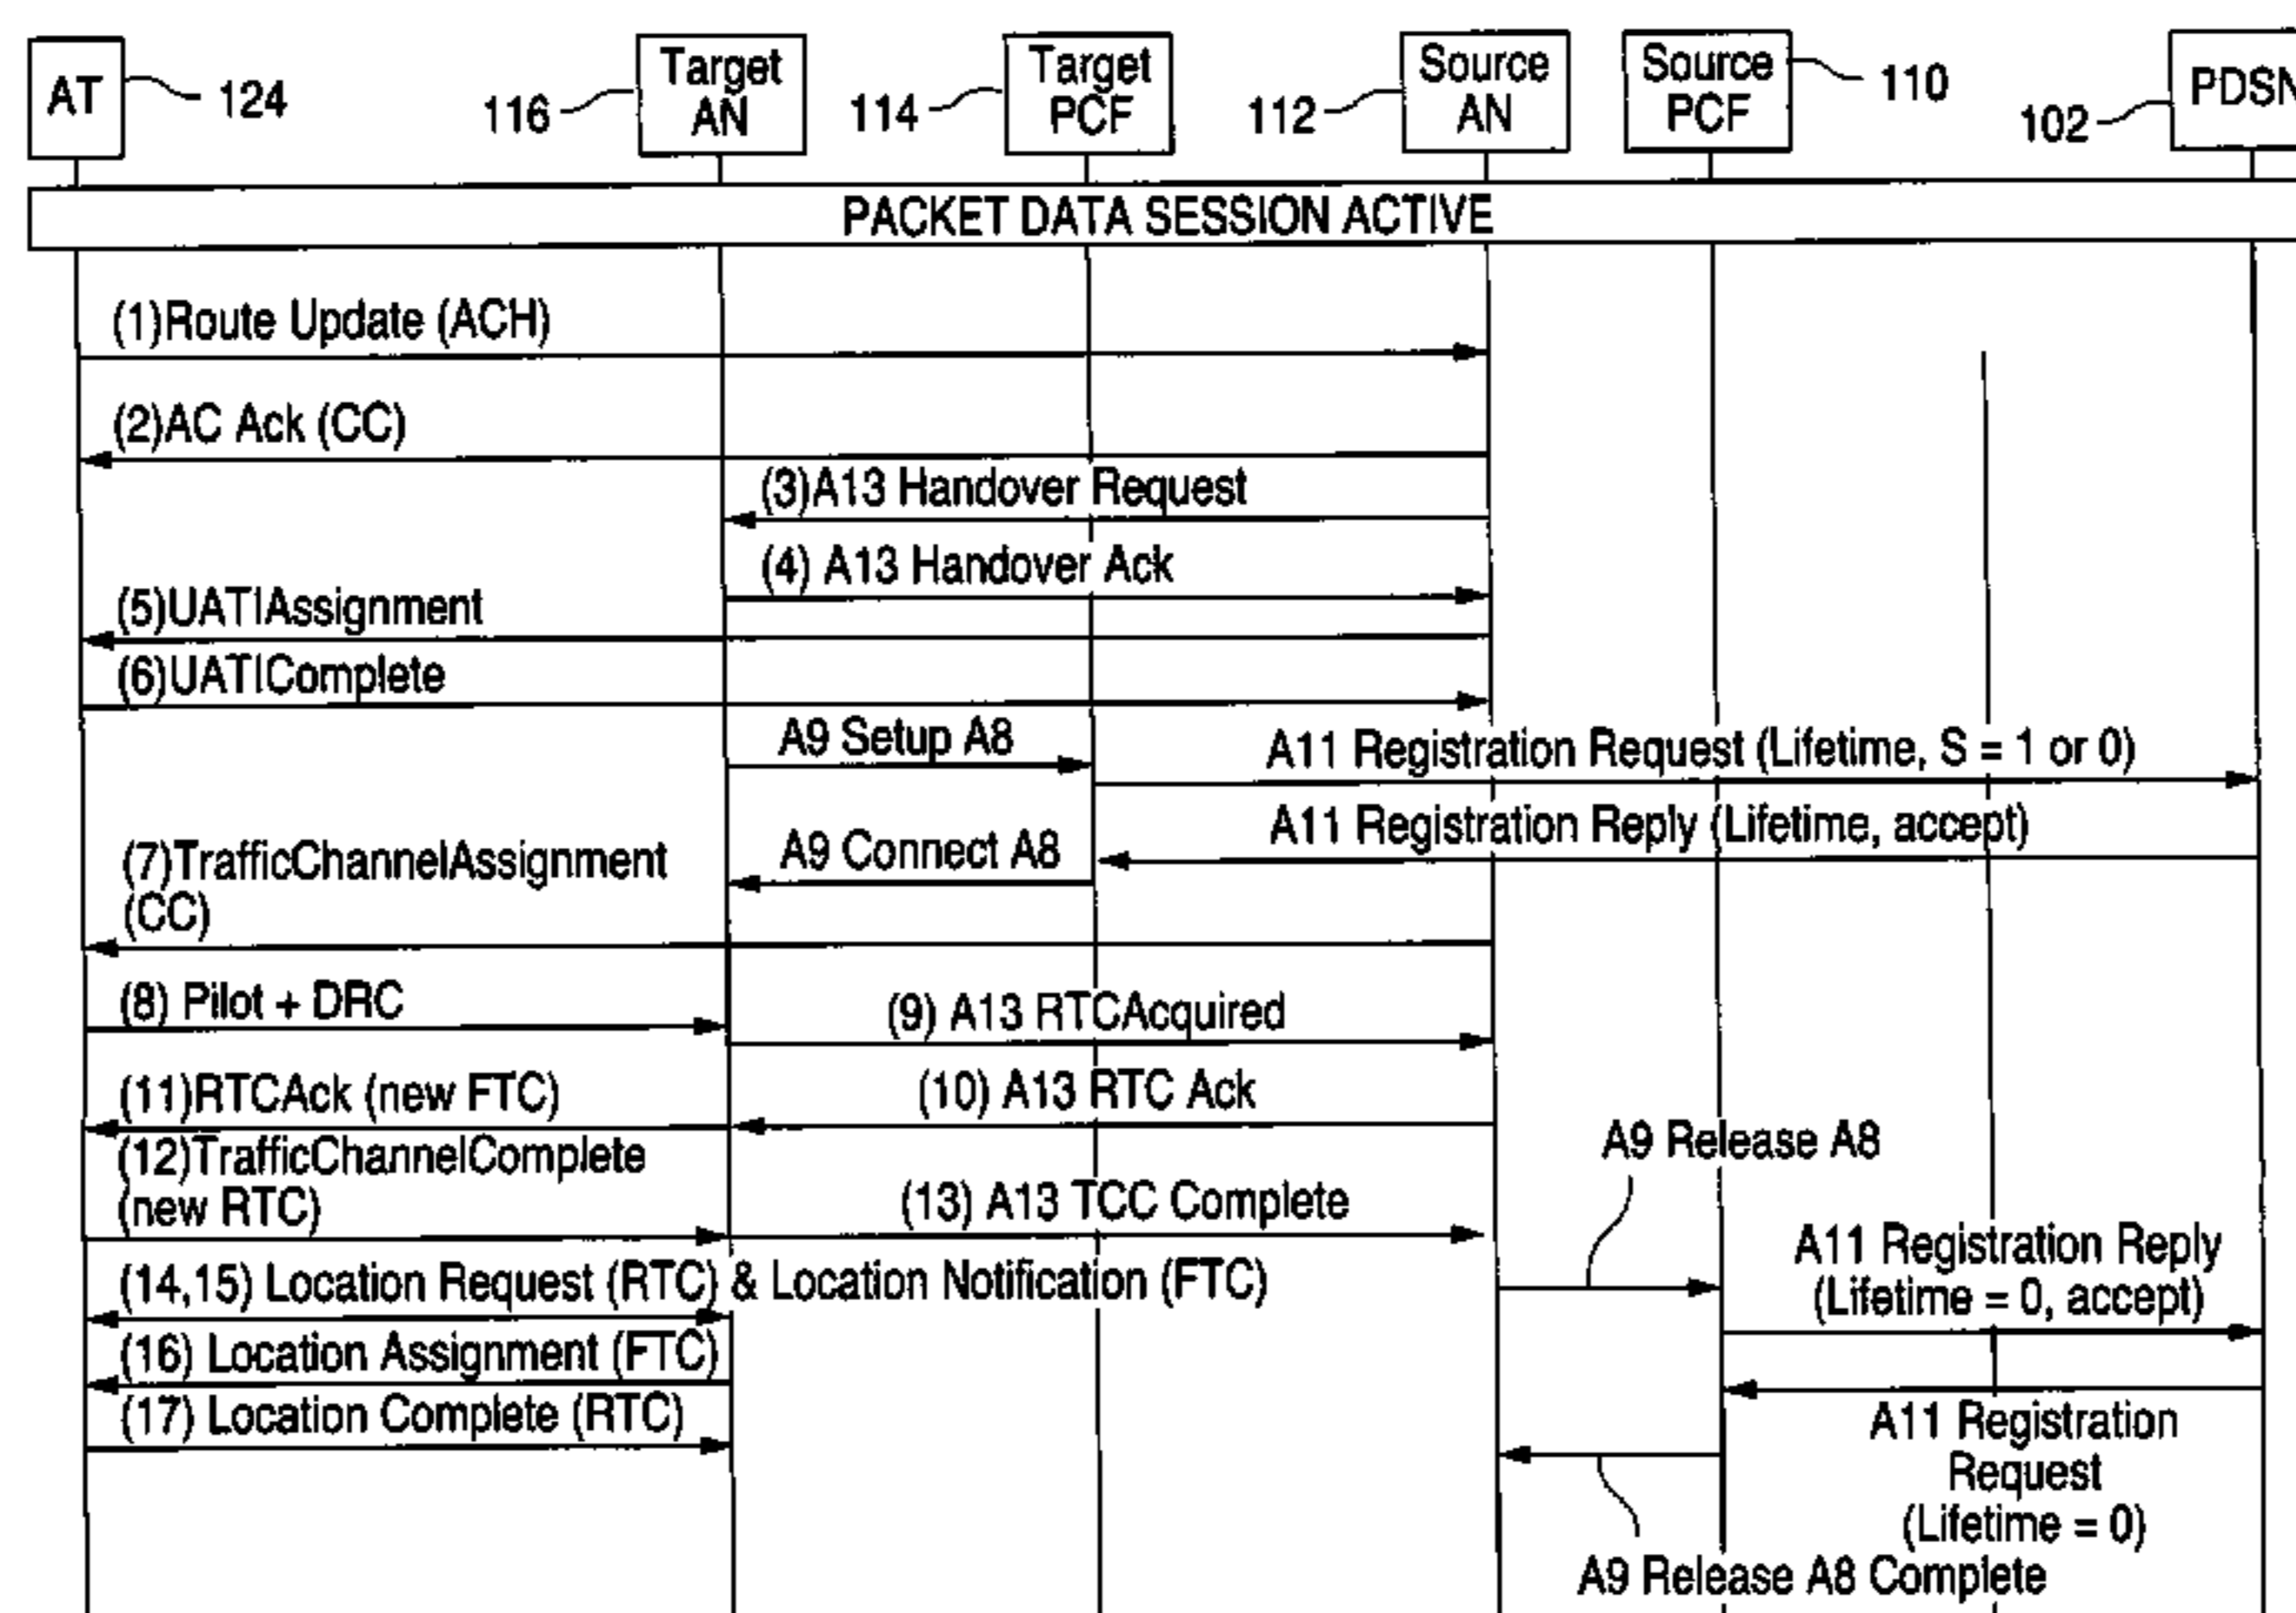 AT
124
116
Target
AN
114
Target
PCF
112
Source
AN
Source
PCF
110
102
PDSN
PACKET DATA SESSION ACTIVE
(1)Route Update (ACH)
(2)AC Ack (CC)
(3)A13 Handover Request
(4) A13 Handover Ack
(5)UATIAssignment
(6)UATIComplete
A9 Setup A8
A11 Registration Request (Lifetime, S = 1 or 0)
A11 Registration Reply (Lifetime, accept)
(7)TrafficChannelAssignment
(CC)
A9 Connect A8
(8) Pilot + DRC
(9) A13 RTCAcquired
(11)RTCAck (new FTC)
(10) A13 RTC Ack
(12)TrafficChannelComplete
(new RTC)
(13) A13 TCC Complete
A9 Release A8
(14,15) Location Request (RTC) & Location Notification (FTC)
A11 Registration Reply
(Lifetime = 0, accept)
(16) Location Assignment (FTC)
(17) Location Complete (RTC)
A11 Registration
Request
(Lifetime = 0)
A9 Release A8 Complete